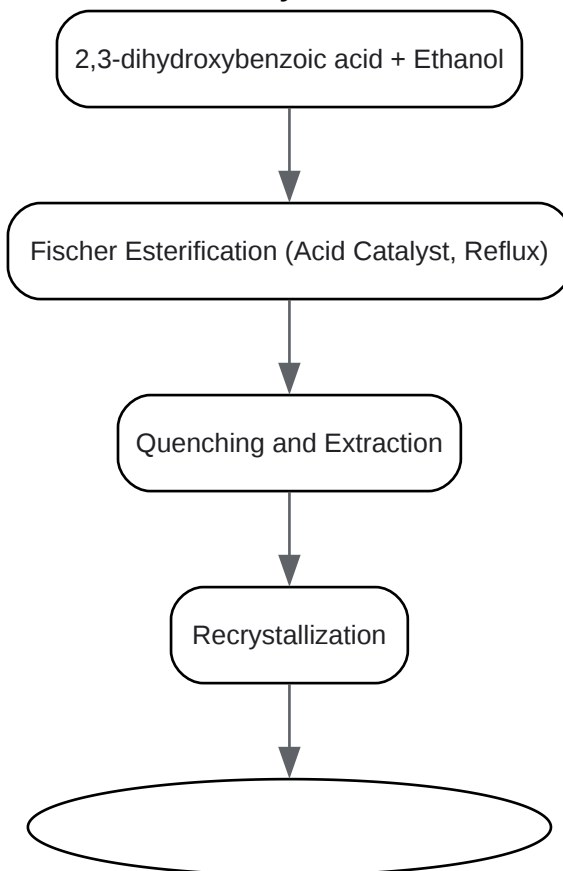 2,3-dihydroxybenzoic acid + Ethanol
Fischer Esterification (Acid Catalyst, Reflux)
Quenching and Extraction
Recrystallization